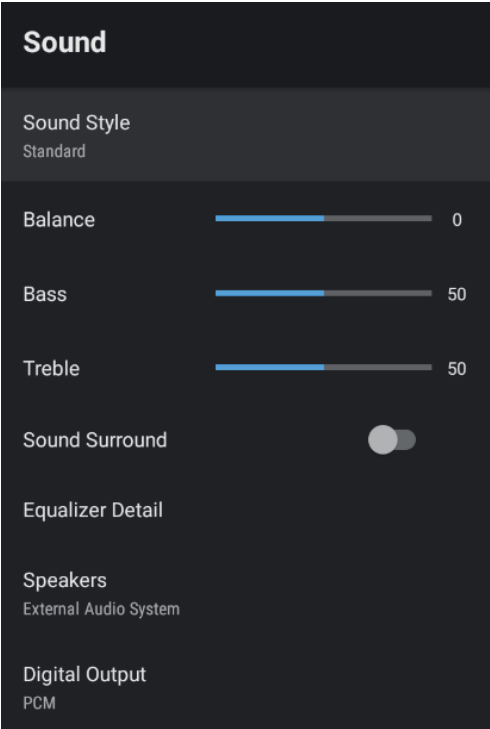 Sound
Sound Style
Standard
Balance 0
Bass 50
Treble 50
Sound Surround
Equalizer Detail
Speakers
External Audio System
Digital Output
PCM